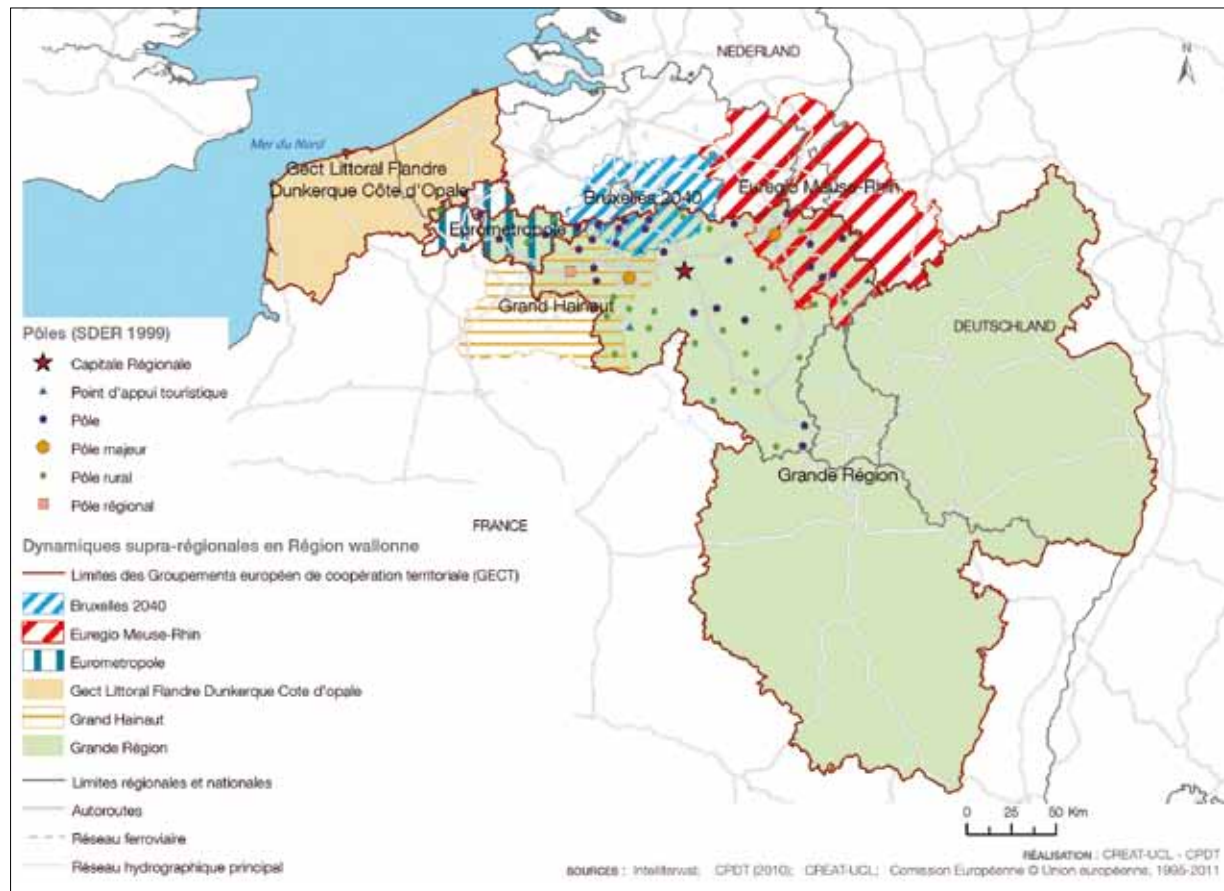 NEDERLAND
N
Mer du Nord
Gect Littoral Flandre
Dunkerque Côte d'Opale
Bruxelles 2040
Euregio Meuse-Rhin
Eurometropole
Grand Hainaut
DEUTSCHLAND
Grande Région
FRANCE
Pôles (SDER 1999)
Capitale Régionale
Point d'appui touristique
Pôle
Pôle majeur
Pôle rural
Pôle régional
Dynamiques supra-régionales en Région wallonne
Limites des Groupements européen de coopération territoriale (GECT)
Bruxelles 2040
Euregio Meuse-Rhin
Eurometropole
Gect Littoral Flandre Dunkerque Cote d'opale
Grand Hainaut
Grande Région
Limites régionales et nationales
Autoroutes
Réseau ferroviaire
Réseau hydrographique principal
0 25 50 Km
RÉALISATION : CREAT-UCL - CPDT
SOURCES : CPDT (2010); CREAT-UCL; Comission Européenne © Union européenne, 1995-2011